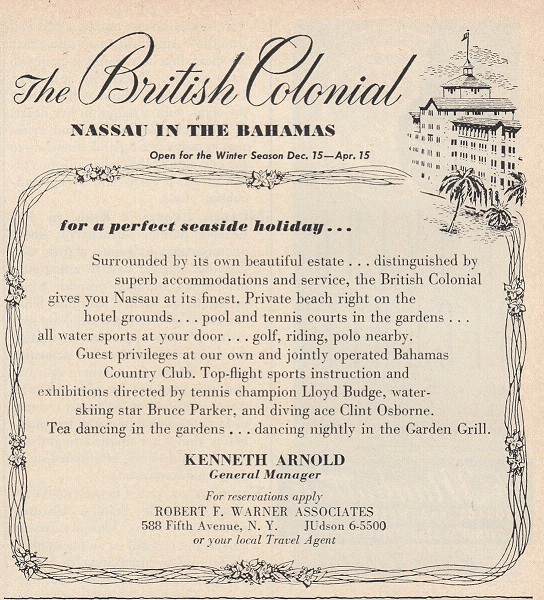 The British Colonial
NASSAU IN THE BAHAMAS
Open for the Winter Season Dec. 15—Apr. 15
for a perfect seaside holiday...
Surrounded by its own beautiful estate . . . distinguished by
superb accommodations and service, the British Colonial
gives you Nassau at its finest. Private beach right on the
hotel grounds . . . pool and tennis courts in the gardens . . .
all water sports at your door . . . golf, riding, polo nearby.
Guest privileges at our own and jointly operated Bahamas
Country Club. Top-flight sports instruction and
exhibitions directed by tennis champion Lloyd Budge, water-
skiing star Bruce Parker, and diving ace Clint Osborne.
Tea dancing in the gardens . . . dancing nightly in the Garden Grill.
KENNETH ARNOLD
General Manager
For reservations apply
ROBERT F. WARNER ASSOCIATES
588 Fifth Avenue, N. Y. JUdson 6-5500
or your local Travel Agent